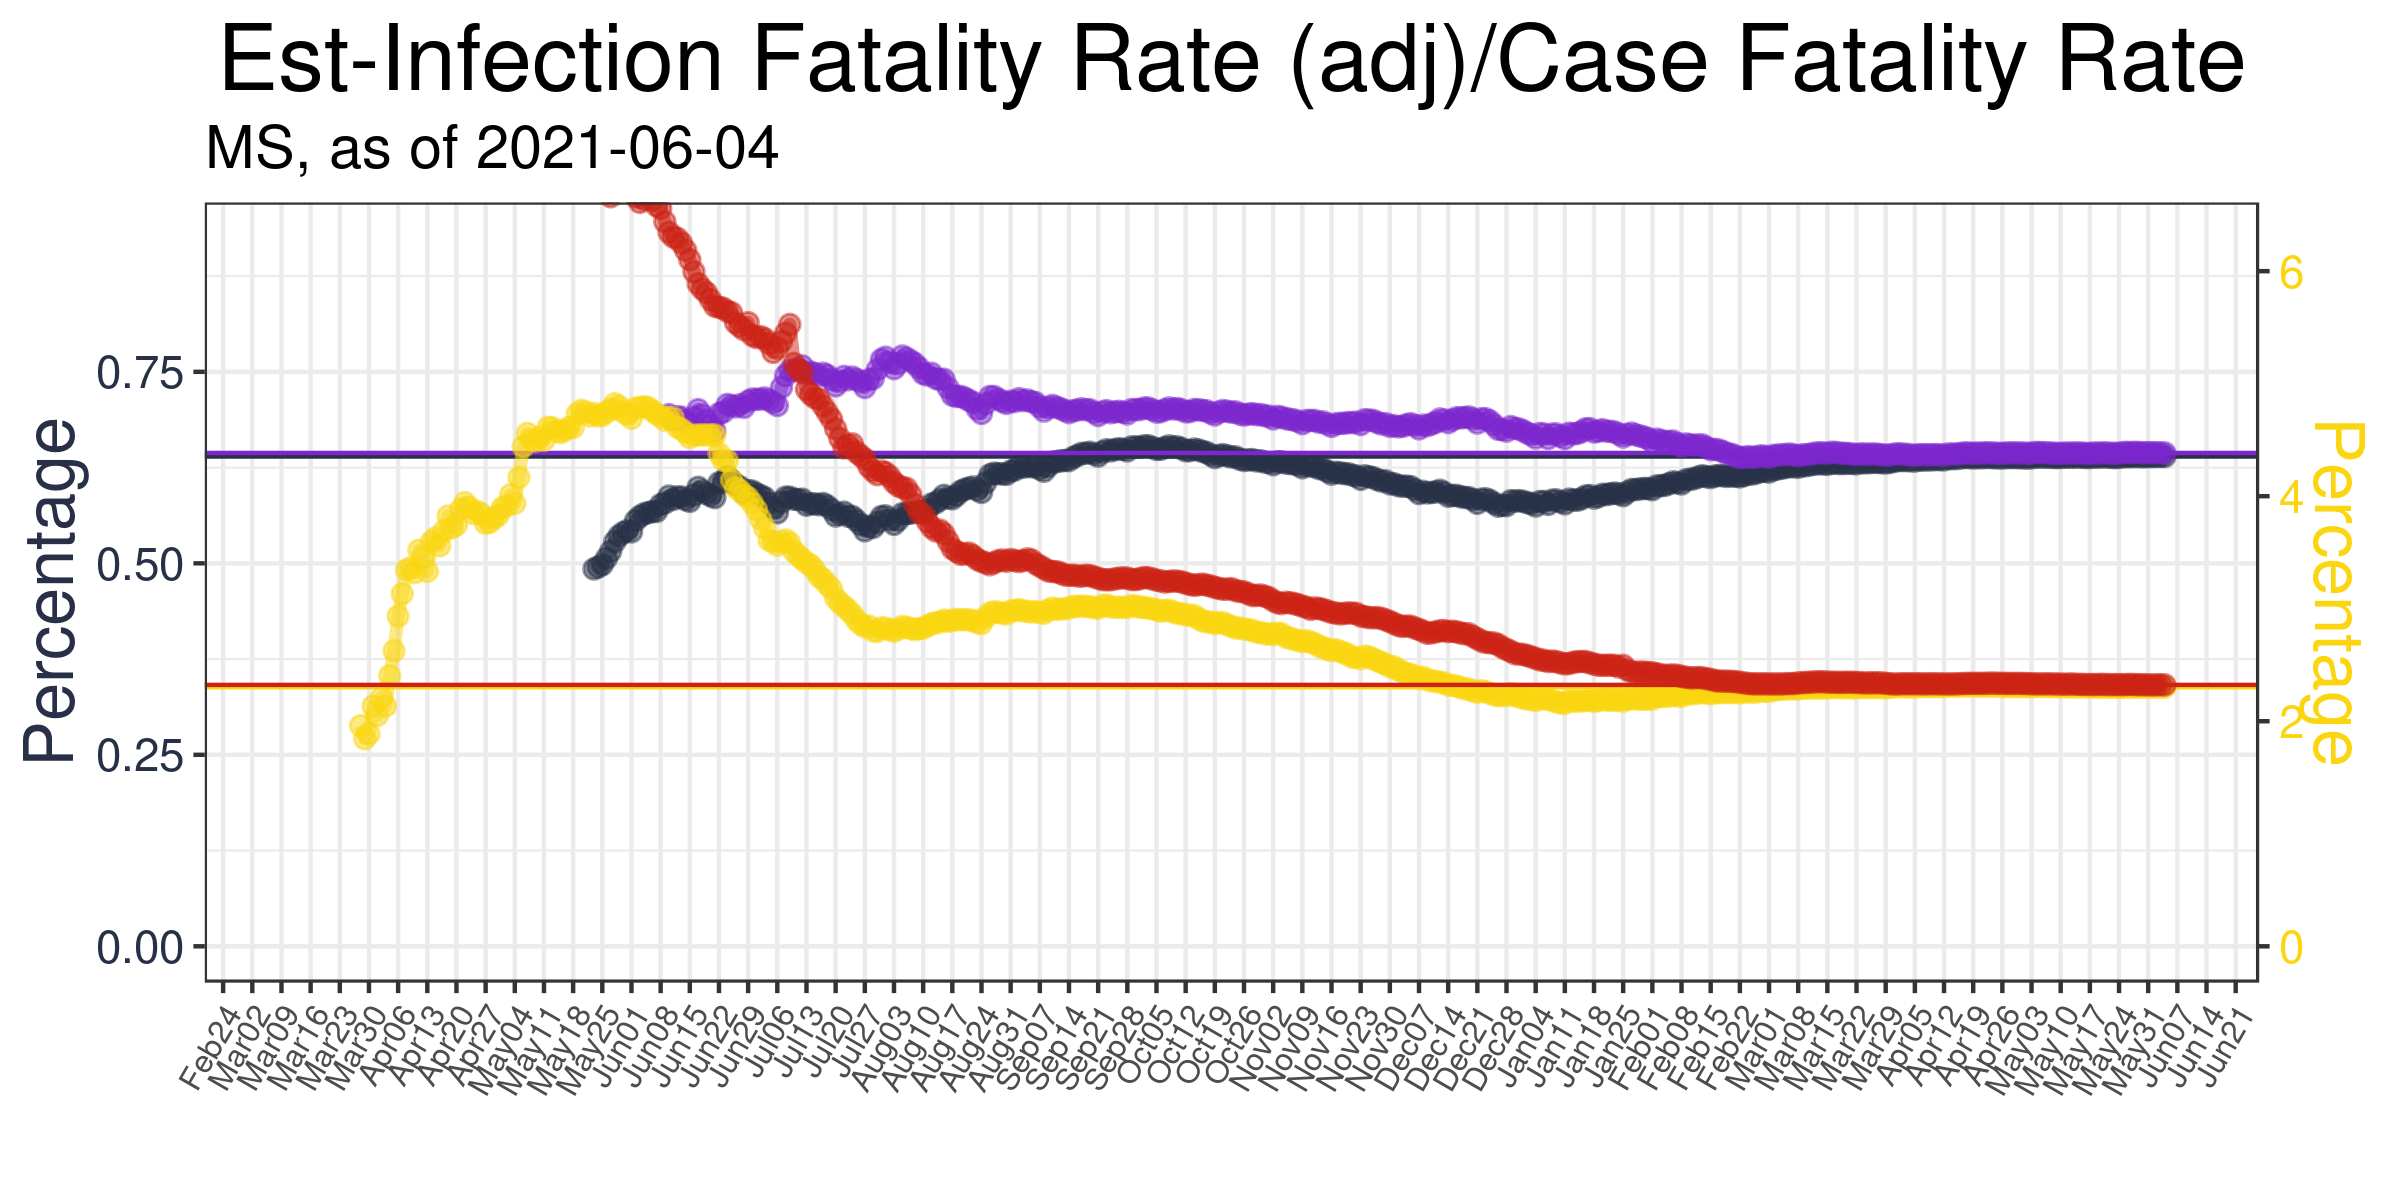 Est-Infection Fatality Rate (adj)/Case Fatality Rate
MS, as of 2021-06-04
Percentage
0.75
0.50
0.25
0.00
6
4
2
0
Percentage
Feb24
Mar02
Mar09
Mar16
Mar23
Mar30
Apr06
Apr13
Apr20
Apr27
May04
May11
May18
May25
Jun01
Jun08
Jun15
Jun22
Jun29
Jul06
Jul13
Jul20
Jul27
Aug03
Aug10
Aug17
Aug24
Aug31
Sep07
Sep14
Sep21
Sep28
Oct05
Oct12
Oct19
Oct26
Nov02
Nov09
Nov16
Nov23
Nov30
Dec07
Dec14
Dec21
Dec28
Jan04
Jan11
Jan18
Jan25
Feb01
Feb08
Feb15
Feb22
Mar01
Mar08
Mar15
Mar22
Mar29
Apr05
Apr12
Apr19
Apr26
May03
May10
May17
May24
May31
Jun07
Jun14
Jun21